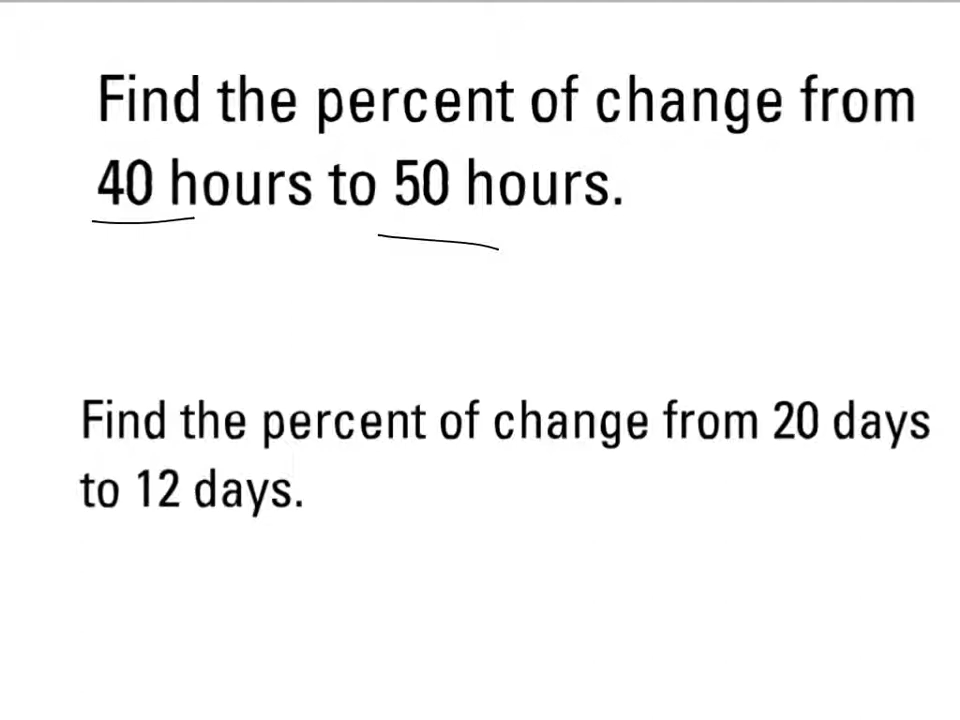 Find the percent of change from
40 hours to 50 hours.
Find the percent of change from 20 days
to 12 days.